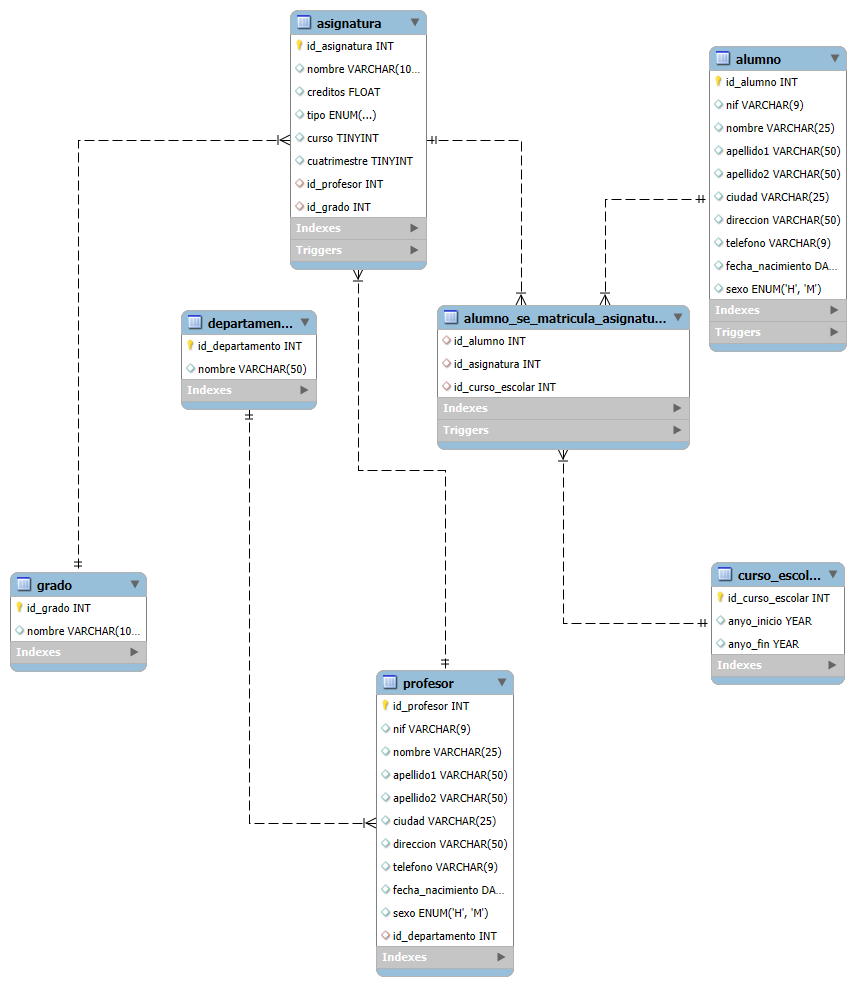 asignatura
id_asignatura INT
nombre VARCHAR(10...
creditos FLOAT
tipo ENUM(...)
curso TINYINT
cuatrimestre TINYINT
id_profesor INT
id_grado INT
Indexes
Triggers
alumno
id_alumno INT
nif VARCHAR(9)
nombre VARCHAR(25)
apellido1 VARCHAR(50)
apellido2 VARCHAR(50)
ciudad VARCHAR(25)
direccion VARCHAR(50)
telefono VARCHAR(9)
fecha_nacimiento DA...
sexo ENUM('H', 'M')
Indexes
Triggers
departamen...
id_departamento INT
nombre VARCHAR(50)
Indexes
alumno_se_matricula_asignatu...
id_alumno INT
id_asignatura INT
id_curso_escolar INT
Indexes
Triggers
grado
id_grado INT
nombre VARCHAR(10...
Indexes
curso_escol...
id_curso_escolar INT
anyo_inicio YEAR
anyo_fin YEAR
Indexes
profesor
id_profesor INT
nif VARCHAR(9)
nombre VARCHAR(25)
apellido1 VARCHAR(50)
apellido2 VARCHAR(50)
ciudad VARCHAR(25)
direccion VARCHAR(50)
telefono VARCHAR(9)
fecha_nacimiento DA...
sexo ENUM('H', 'M')
id_departamento INT
Indexes